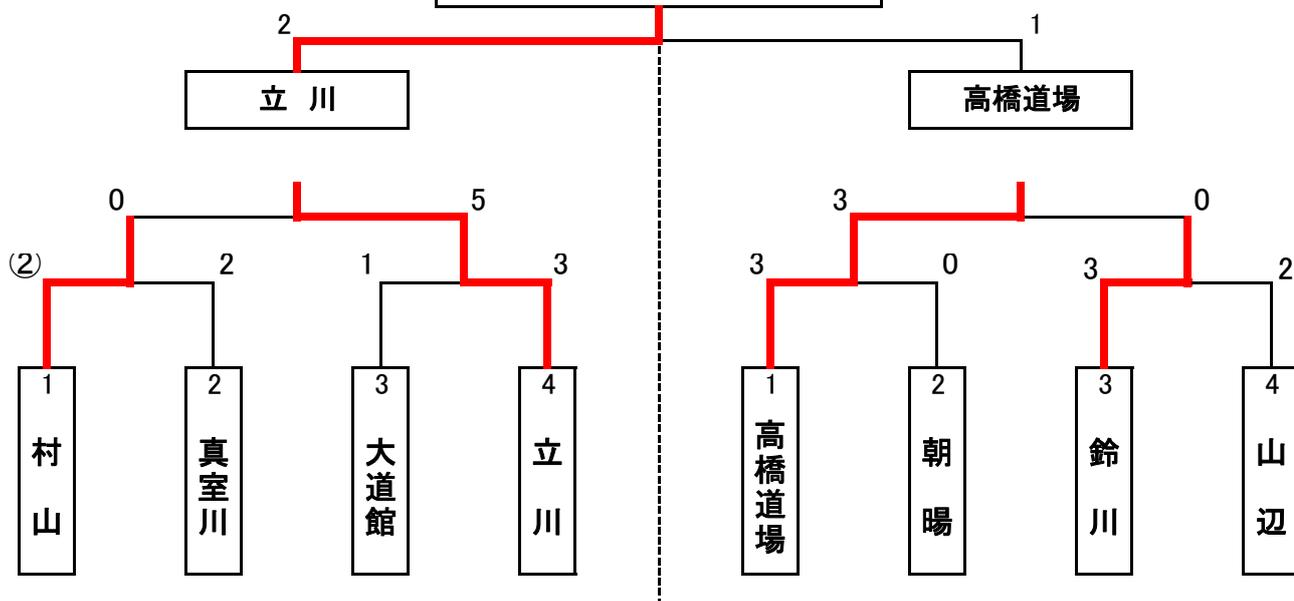 2 1
立 川 高橋道場
0 5 3 0
② 2 1 3 3 0 3 2
1 2 3 4 1 2 3 4
村山 真室川 大道館 立川 高橋道場 朝暘 鈴川 山辺